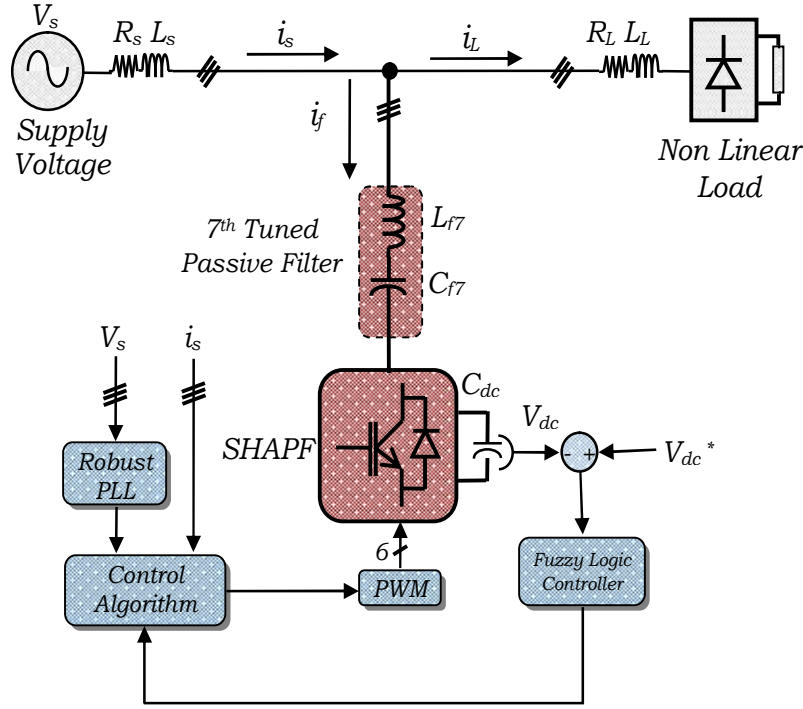 Vs
Rs Ls
is
iL
RL LL
if
Supply
Voltage
Non Linear
Load
7th Tuned
Passive Filter
Lf7
Cf7
Vs
is
Cdc
Vdc
SHAPF
- +
Vdc*
Robust
PLL
6
Fuzzy Logic
Controller
Control
Algorithm
PWM